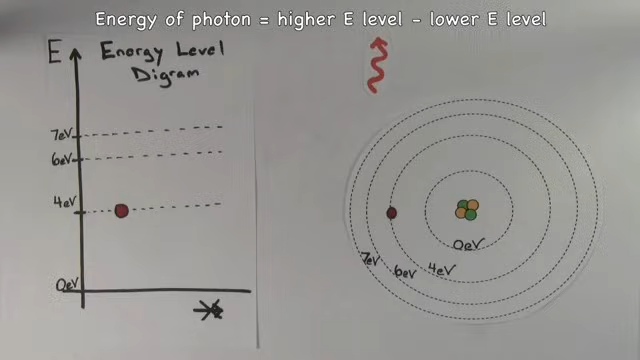 Energy of photon = higher E level - lower E level
E
Energy Level
Digram
7eV
6eV
4eV
0eV
0eV
4eV
6eV
7eV